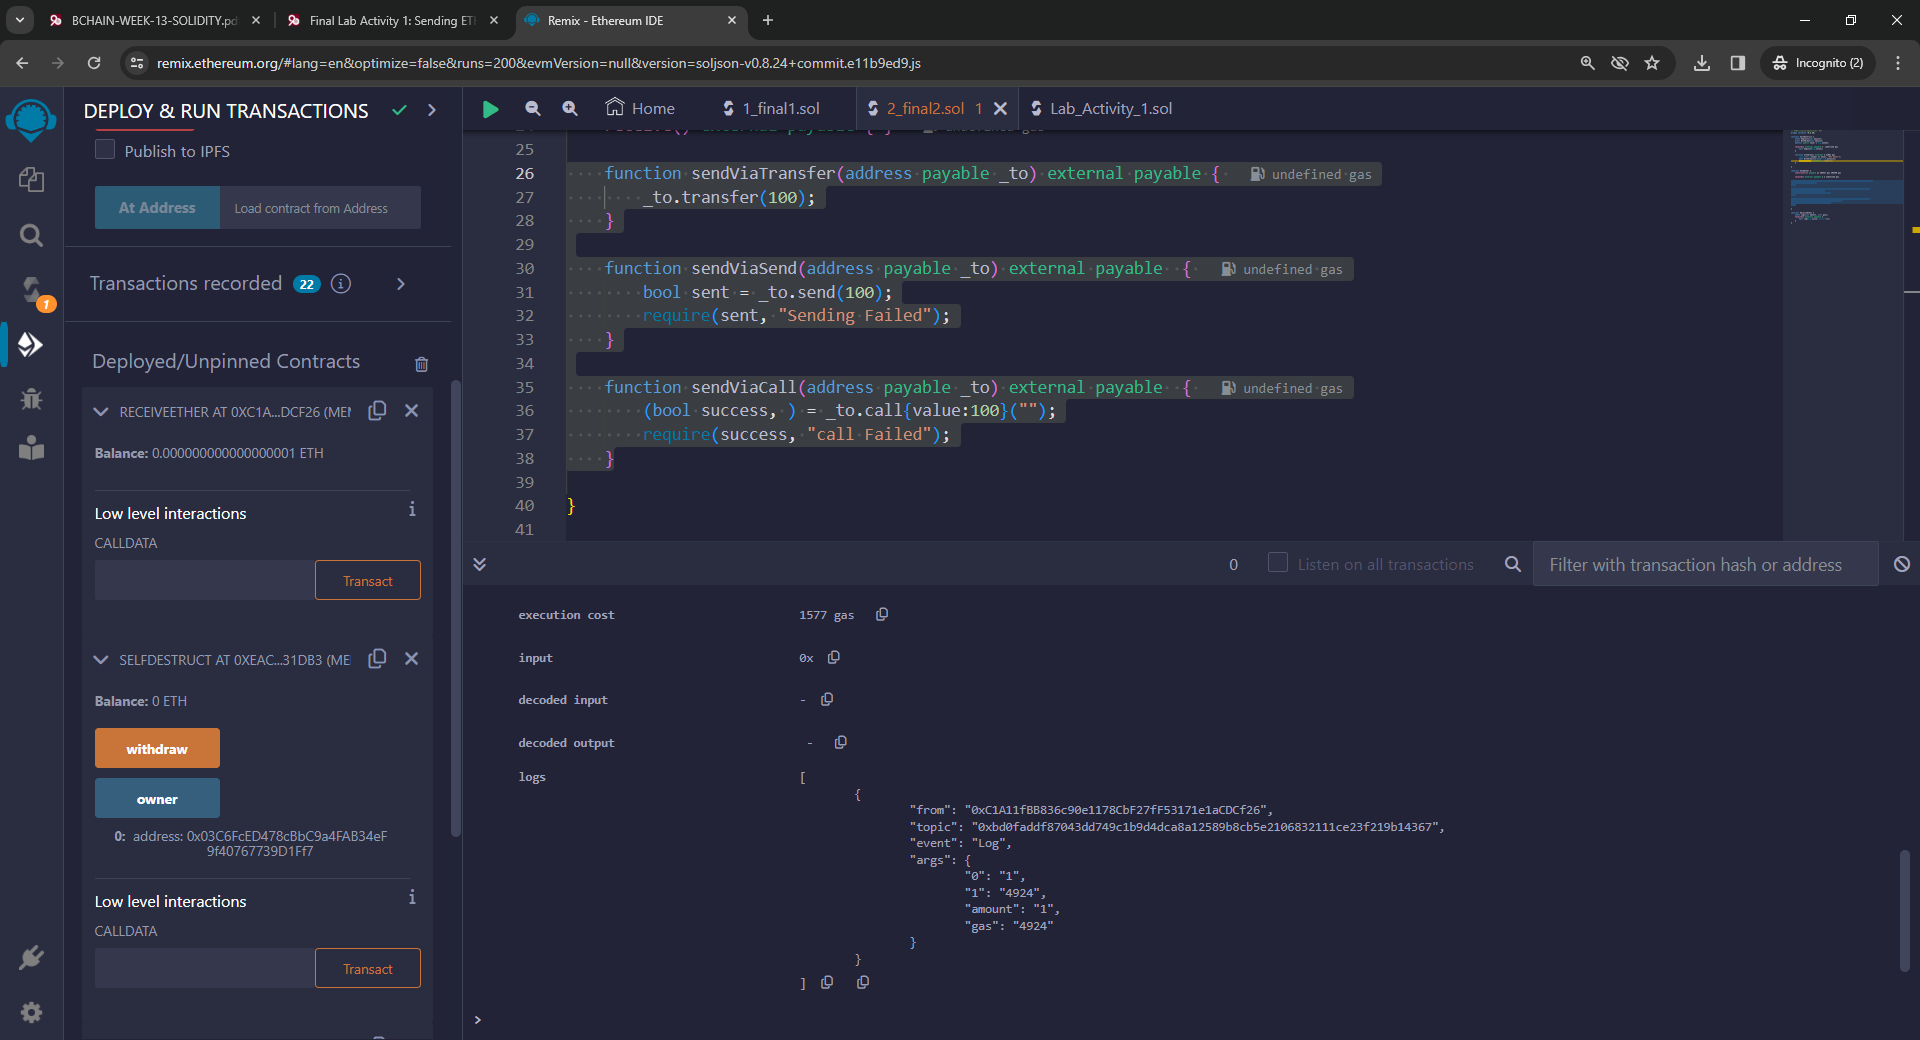 BCHAIN-WEEK-13-SOLIDITY.pd
Final Lab Activity 1: Sending ET
Remix - Ethereum IDE
remix.ethereum.org/#lang=en&optimize=false&runs=200&evmVersion=null&version=soljson-v0.8.24+commit.e11b9ed9.js
Incognito (2)
DEPLOY & RUN TRANSACTIONS
Home
1_final1.sol
2_final2.sol 1
Lab_Activity_1.sol
Publish to IPFS
At Address
Load contract from Address
Transactions recorded 22 i
Deployed/Unpinned Contracts
RECEIVEETHER AT 0XC1A...DCF26 (MEM
Balance: 0.000000000000000001 ETH
Low level interactions
i
CALLDATA
Transact
SELFDESTRUCT AT 0XEAC...31DB3 (ME
Balance: 0 ETH
withdraw
owner
0: address: 0x03C6FcED478cBbC9a4FAB34eF
9f40767739D1Ff7
Low level interactions
i
CALLDATA
Transact
1
25
26 function sendViaTransfer(address payable _to) external payable { undefined gas
27 _to.transfer(100);
28 }
29
30 function sendViaSend(address payable _to) external payable { undefined gas
31 bool sent = _to.send(100);
32 require(sent, "Sending Failed");
33 }
34
35 function sendViaCall(address payable _to) external payable { undefined gas
36 (bool success, ) = _to.call{value:100}("");
37 require(success, "call Failed");
38 }
39
40 }
41
0
Listen on all transactions
Filter with transaction hash or address
execution cost 1577 gas
input 0x
decoded input -
decoded output -
logs [
{
"from": "0xC1A11fBB836c90e1178CbF27fF53171e1aCDCf26",
"topic": "0xbd0faddf87043dd749c1b9d4dca8a12589b8cb5e2106832111ce23f219b14367",
"event": "Log",
"args": {
"0": "1",
"1": "4924",
"amount": "1",
"gas": "4924"
}
}
]
>